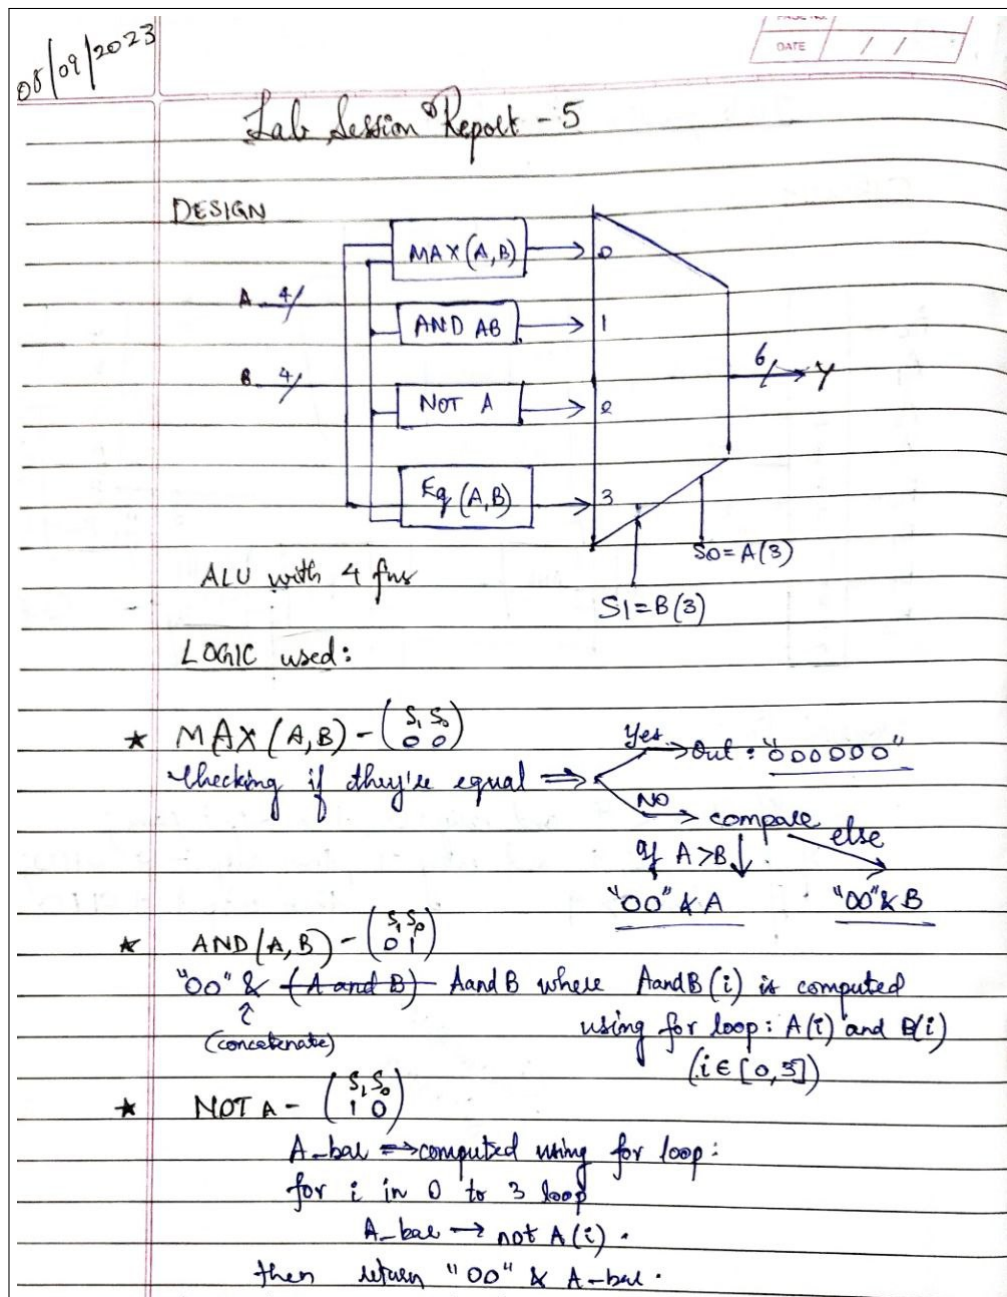 PAGE NO.
DATE / /
08/09/2023
Lab Session Report - 5
DESIGN
MAX(A,B) 0
A 4/
AND AB 1
B 4/
NOT A 2
6/ Y
Eq (A,B) 3
S0=A(3)
ALU with 4 fns
S1=B(3)
LOGIC used:
* MAX (A,B) - (S1 S0
0 0)
Checking if they're equal ⇒ Yes → Out : "000000"
NO → compare
If A>B ↓ else
"00" & A "00" & B
* AND (A,B) - (S1 S0
0 1)
"00" & (A and B) AandB where AandB(i) is computed
(concatenate) using for loop: A(i) and B(i)
(i ∈ [0,3])
* NOT A - (S1 S0
1 0)
A_bar ⇒ computed using for loop:
for i in 0 to 3 loop
A_bar → not A(i).
then return "00" & A-bar.